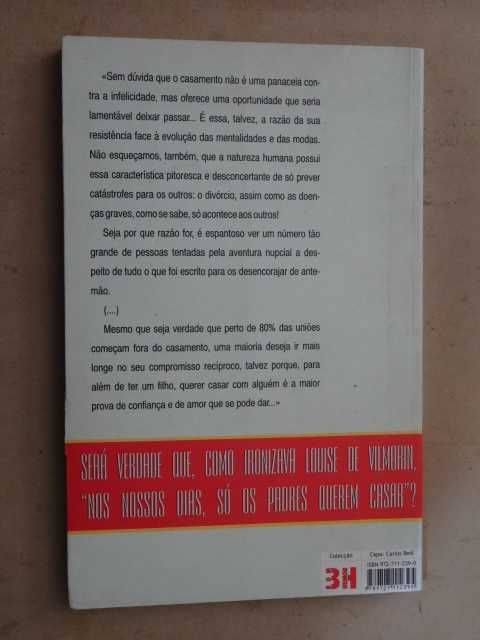 «Sem dúvida que o casamento não é uma panaceia con-
tra a infelicidade, mas oferece uma oportunidade que seria
lamentável deixar passar... É essa, talvez, a razão da sua
resistência face à evolução das mentalidades e das modas.
Não esqueçamos, também, que a natureza humana possui
essa característica pitoresca e desconcertante de só prever
catástrofes para os outros: o divórcio, assim como as doen-
ças graves, como se sabe, só acontece aos outros!
Seja por que razão for, é espantoso ver um número tão
grande de pessoas tentadas pela aventura nupcial a des-
peito de tudo o que foi escrito para os desencorajar de ante-
mão.
(....)
Mesmo que seja verdade que perto de 80% das uniões
começam fora do casamento, uma maioria deseja ir mais
longe no seu compromisso recíproco, talvez porque, para
além de ter um filho, querer casar com alguém é a maior
prova de confiança e de amor que se pode dar...»
SERÁ VERDADE QUE, COMO IRONIZAVA LOUISE DE VILMORIN,
"NOS NOSSOS DIAS, SÓ OS PADRES QUEREM CASAR"?
Colecção
3H
Capa: Carlos Reis
ISBN 972-711-239-0